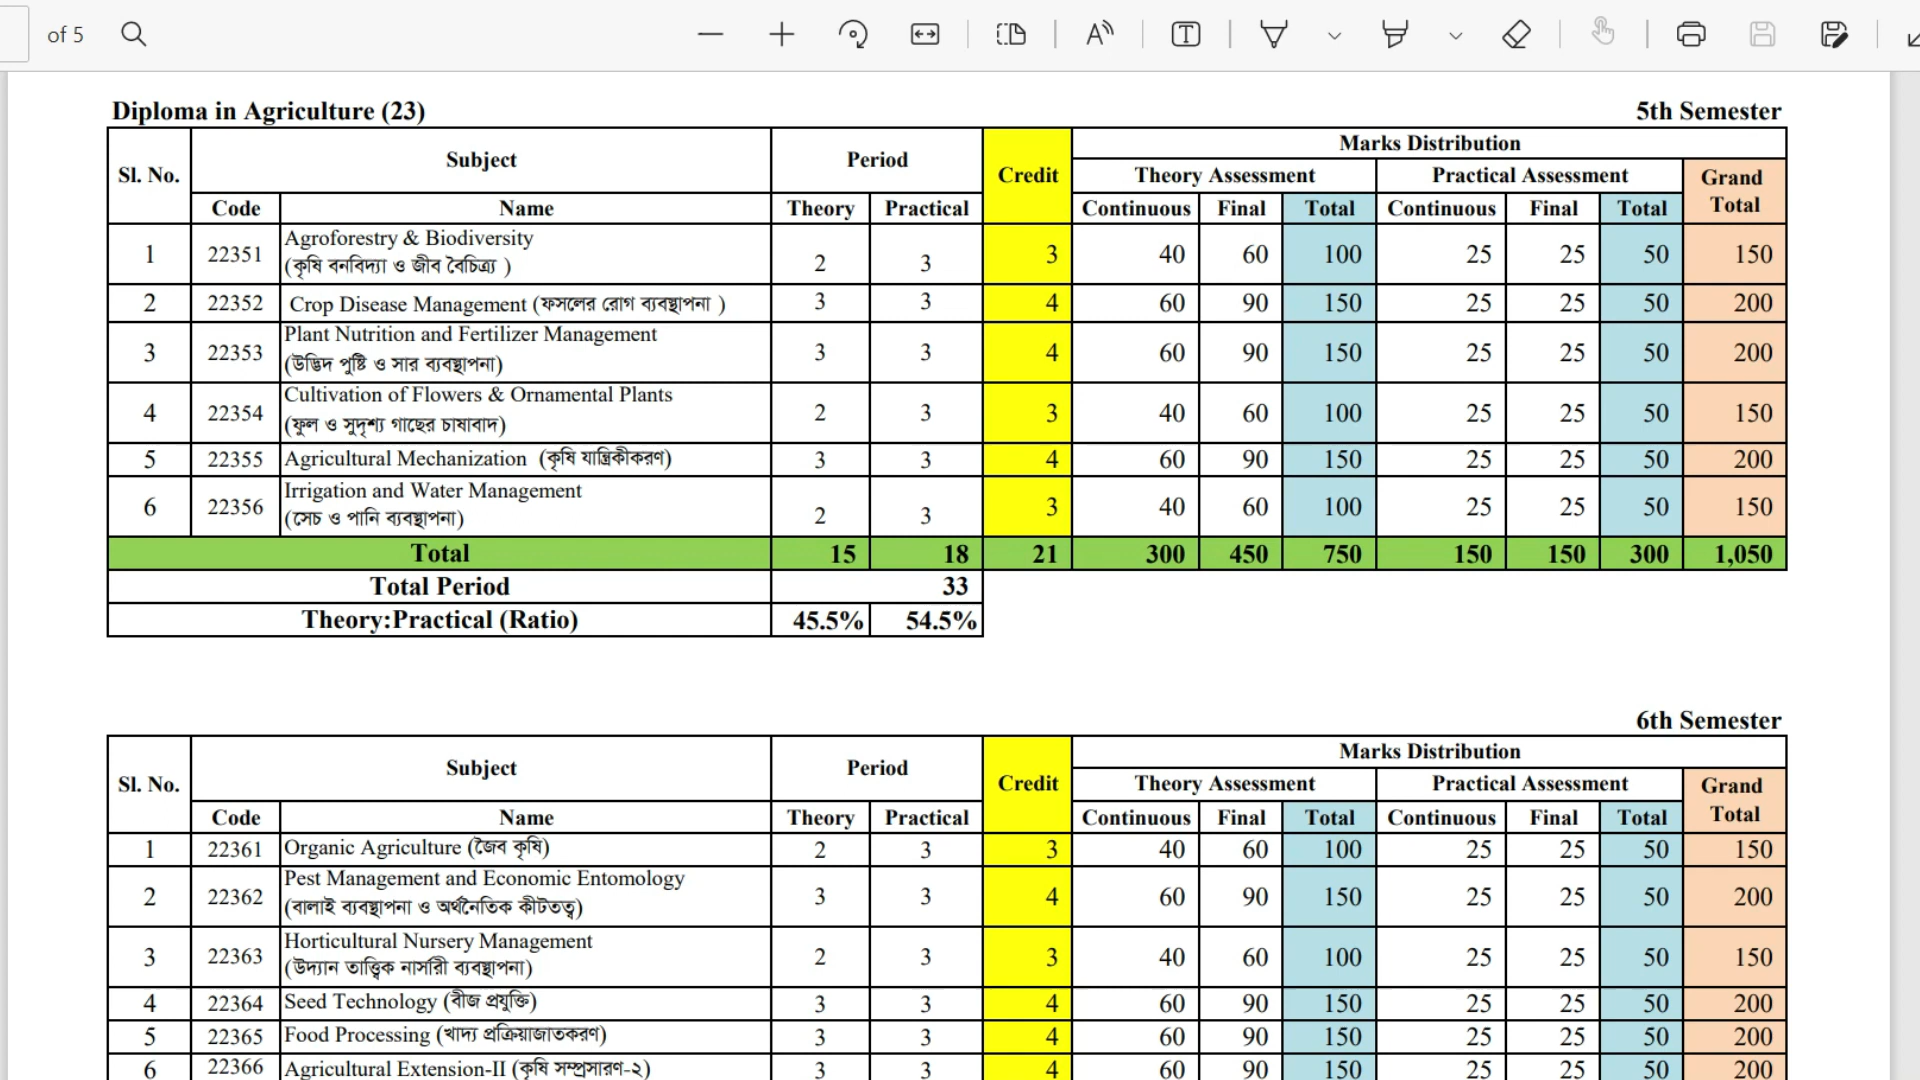 of 5
Diploma in Agriculture (23) 5th Semester
Sl. No. Subject Period Credit Marks Distribution
Theory Assessment Practical Assessment Grand Total
Code Name Theory Practical Continuous Final Total Continuous Final Total
1 22351 Agroforestry & Biodiversity
(কৃষি বনবিদ্যা ও জীব বৈচিত্র্য ) 2 3 3 40 60 100 25 25 50 150
2 22352 Crop Disease Management (ফসলের রোগ ব্যবস্থাপনা ) 3 3 4 60 90 150 25 25 50 200
3 22353 Plant Nutrition and Fertilizer Management
(উদ্ভিদ পুষ্টি ও সার ব্যবস্থাপনা) 3 3 4 60 90 150 25 25 50 200
4 22354 Cultivation of Flowers & Ornamental Plants
(ফুল ও সুদৃশ্য গাছের চাষাবাদ) 2 3 3 40 60 100 25 25 50 150
5 22355 Agricultural Mechanization (কৃষি যান্ত্রিকীকরণ) 3 3 4 60 90 150 25 25 50 200
6 22356 Irrigation and Water Management
(সেচ ও পানি ব্যবস্থাপনা) 2 3 3 40 60 100 25 25 50 150
Total 15 18 21 300 450 750 150 150 300 1,050
Total Period 33
Theory:Practical (Ratio) 45.5% 54.5%
6th Semester
Sl. No. Subject Period Credit Marks Distribution
Theory Assessment Practical Assessment Grand Total
Code Name Theory Practical Continuous Final Total Continuous Final Total
1 22361 Organic Agriculture (জৈব কৃষি) 2 3 3 40 60 100 25 25 50 150
2 22362 Pest Management and Economic Entomology
(বালাই ব্যবস্থাপনা ও অর্থনৈতিক কীটতত্ত্ব) 3 3 4 60 90 150 25 25 50 200
3 22363 Horticultural Nursery Management
(উদ্যান তাত্ত্বিক নার্সারী ব্যবস্থাপনা) 2 3 3 40 60 100 25 25 50 150
4 22364 Seed Technology (বীজ প্রযুক্তি) 3 3 4 60 90 150 25 25 50 200
5 22365 Food Processing (খাদ্য প্রক্রিয়াজাতকরণ) 3 3 4 60 90 150 25 25 50 200
6 22366 Agricultural Extension-II (কৃষি সম্প্রসারণ-২) 3 3 4 60 90 150 25 25 50 200